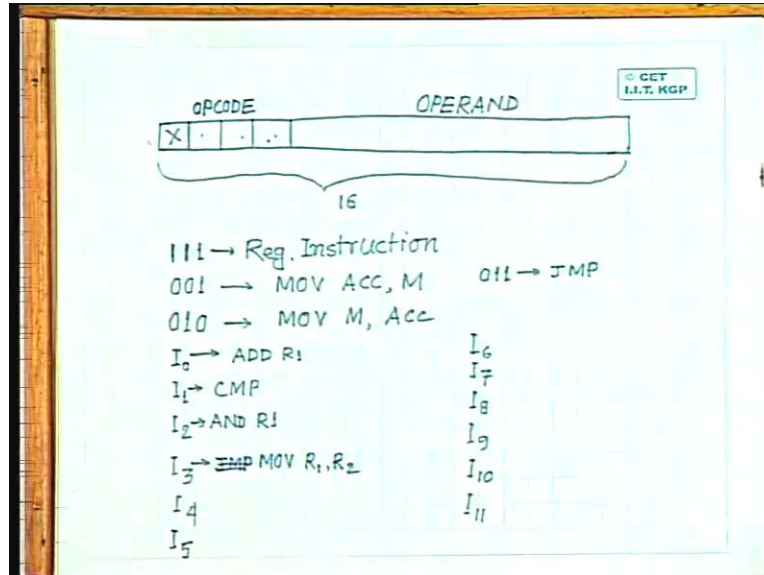 © CET
I.I.T. KGP
OPCODE OPERAND
X
16
111 → Reg. Instruction
001 → MOV ACC, M
011 → JMP
010 → MOV M, Acc
I0 → ADD R1
I1 → CMP
I2 → AND R1
I3 → JMP MOV R1, R2
I4
I5
I6
I7
I8
I9
I10
I11